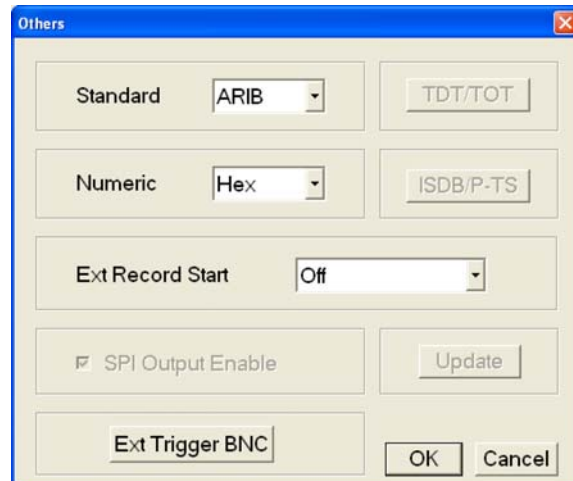 Others
Standard ARIB TDT/TOT
Numeric Hex ISDB/P-TS
Ext Record Start Off
SPI Output Enable Update
Ext Trigger BNC OK Cancel